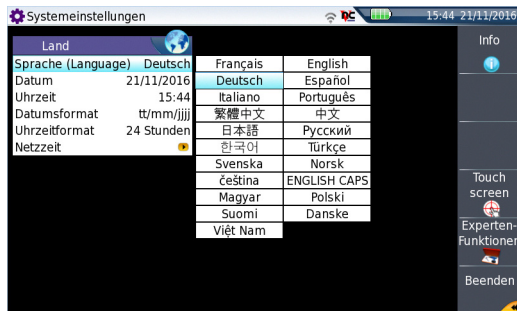 Systemeinstellungen
15:44 21/11/2016
Land
Sprache (Language) Deutsch
Datum 21/11/2016
Uhrzeit 15:44
Datumsformat tt/mm/jjjj
Uhrzeitformat 24 Stunden
Netzzeit
Français English
Deutsch Español
Italiano Português
繁體中文 中文
日本語 Русский
한국어 Türkçe
Svenska Norsk
čeština ENGLISH CAPS
Magyar Polski
Suomi Danske
Việt Nam
Info
Touch
screen
Experten-
Funktionen
Beenden